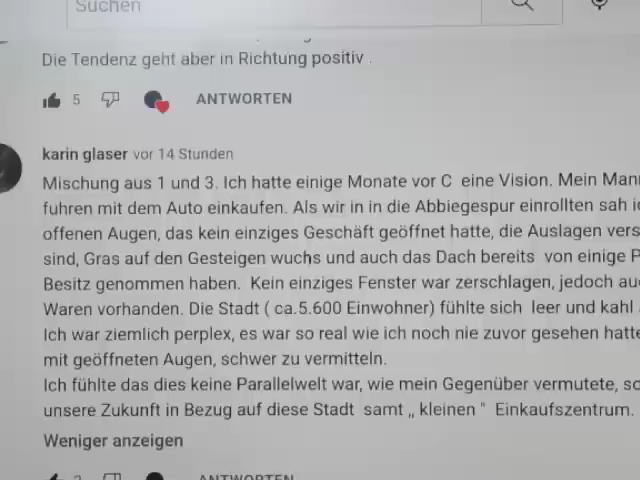 Suchen
Die Tendenz geht aber in Richtung positiv .
5 ANTWORTEN
karin glaser vor 14 Stunden
Mischung aus 1 und 3. Ich hatte einige Monate vor C eine Vision. Mein Mann
fuhren mit dem Auto einkaufen. Als wir in in die Abbiegespur einrollten sah
offenen Augen, das kein einziges Geschäft geöffnet hatte, die Auslagen
sind, Gras auf den Gesteigen wuchs und auch das Dach bereits von einige
Besitz genommen haben. Kein einziges Fenster war zerschlagen, jedoch
Waren vorhanden. Die Stadt ( ca.5.600 Einwohner) fühlte sich leer und kahl
Ich war ziemlich perplex, es war so real wie ich noch nie zuvor gesehen hatte
mit geöffneten Augen, schwer zu vermitteln.
Ich fühlte das dies keine Parallelwelt war, wie mein Gegenüber vermutete,
unsere Zukunft in Bezug auf diese Stadt samt „ kleinen " Einkaufszentrum.
Weniger anzeigen
2 ANTWORTEN